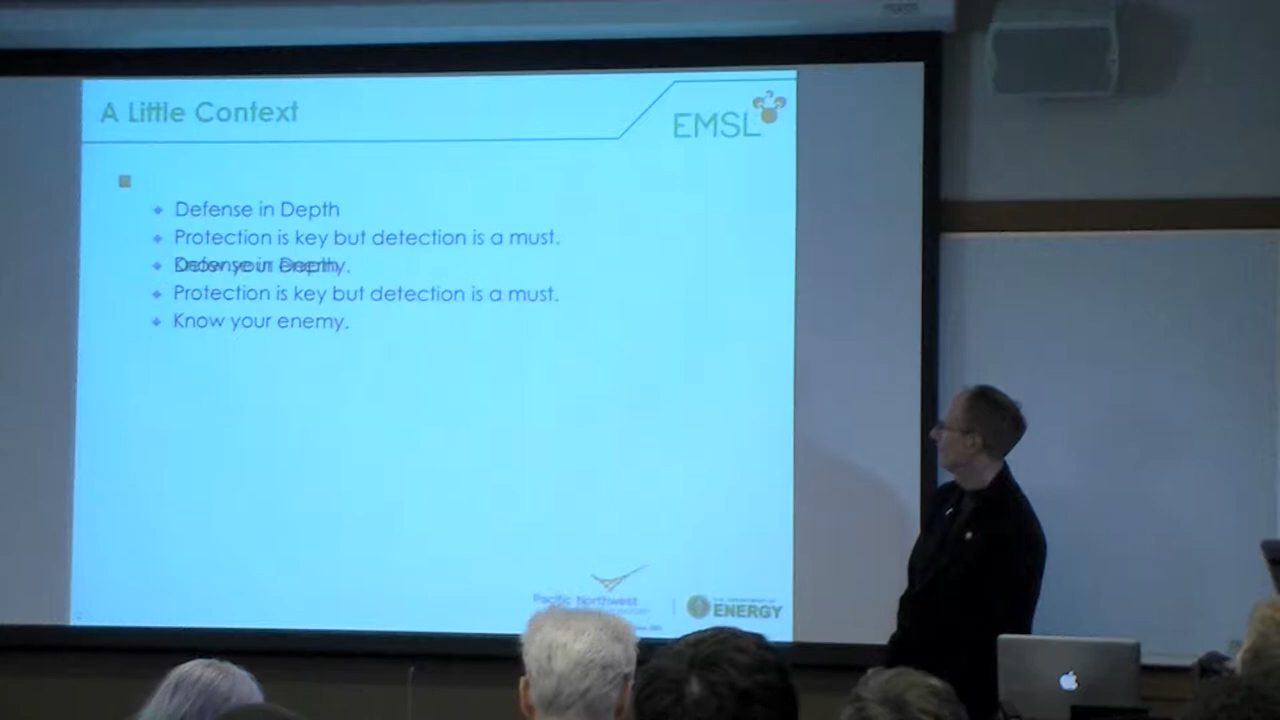 A Little Context
EMSL
Defense in Depth
Protection is key but detection is a must.
Defense in Depth
Know your enemy.
Protection is key but detection is a must.
Know your enemy.
Pacific Northwest
ENERGY